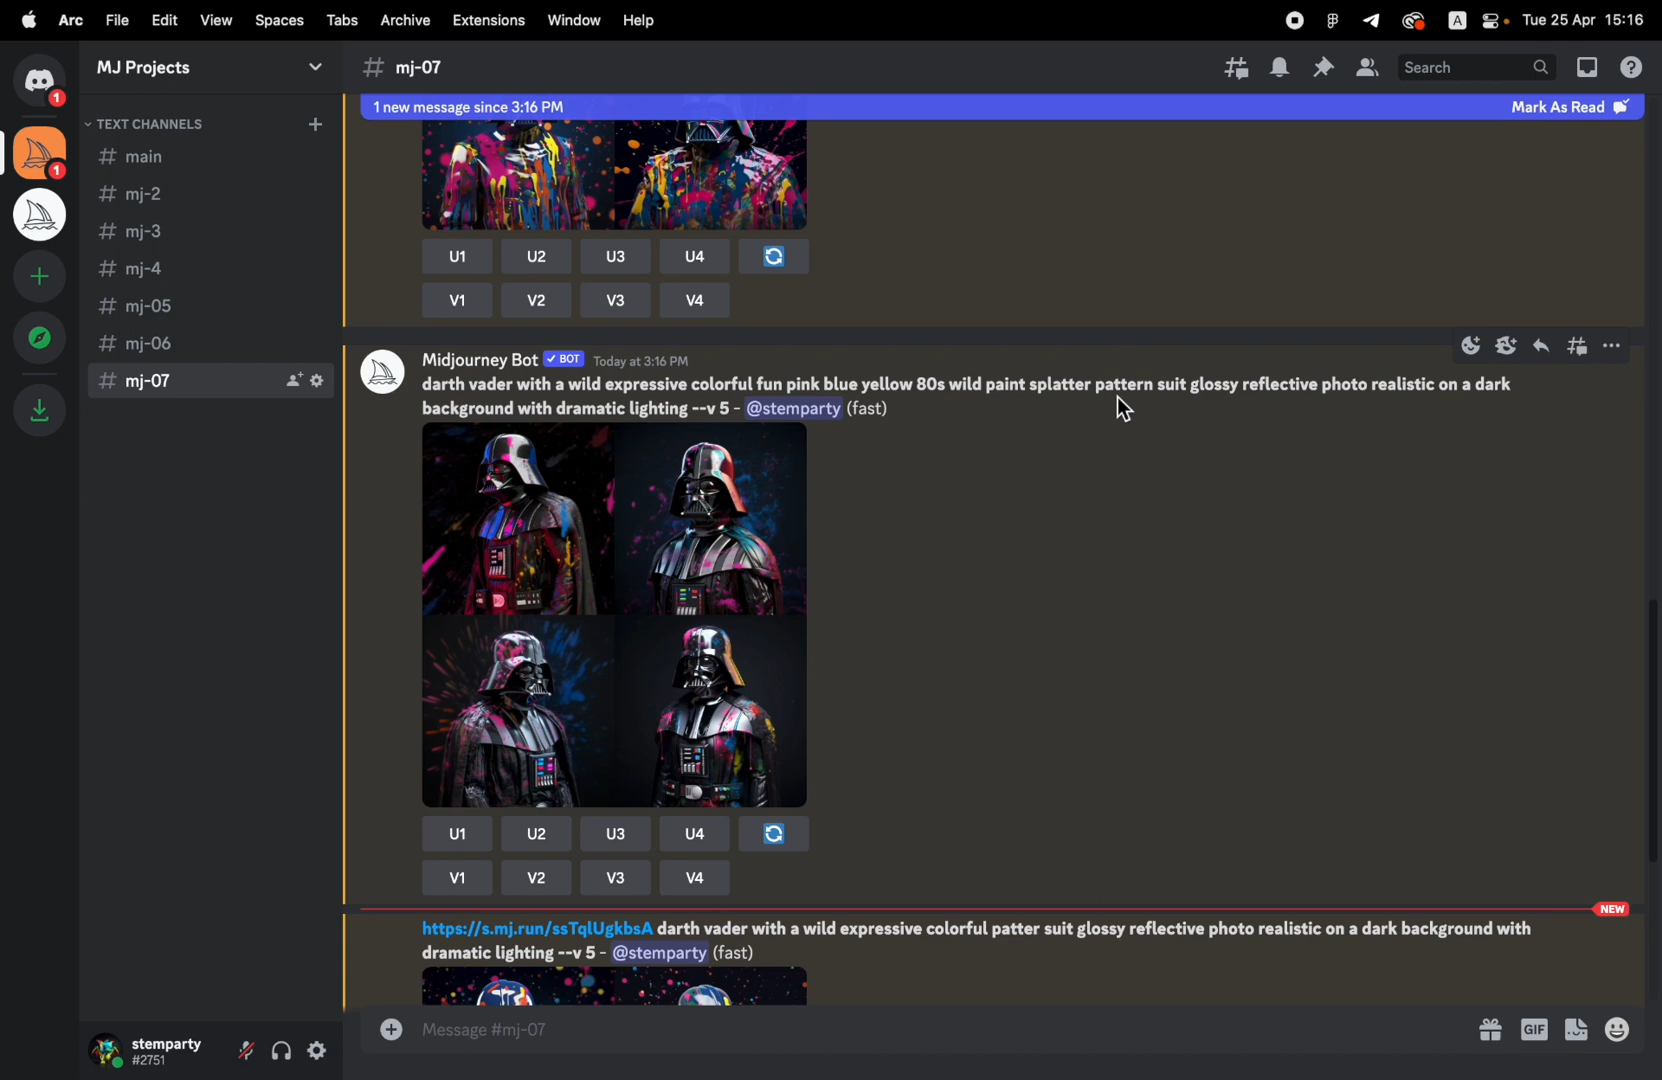 Arc File Edit View Spaces Tabs Archive Extensions Window Help A Tue 25 Apr 15:16
MJ Projects
# mj-07
Search
1
1 new message since 3:16 PM
Mark As Read
TEXT CHANNELS
1
# main
# mj-2
# mj-3
# mj-4
# mj-05
# mj-06
# mj-07
U1 U2 U3 U4
V1 V2 V3 V4
Midjourney Bot ✓ BOT Today at 3:16 PM
darth vader with a wild expressive colorful fun pink blue yellow 80s wild paint splatter pattern suit glossy reflective photo realistic on a dark
background with dramatic lighting --v 5 - @stemparty (fast)
U1 U2 U3 U4
V1 V2 V3 V4
NEW
https://s.mj.run/ssTqlUgkbsA darth vader with a wild expressive colorful patter suit glossy reflective photo realistic on a dark background with
dramatic lighting --v 5 - @stemparty (fast)
Message #mj-07
GIF
stemparty
#2751